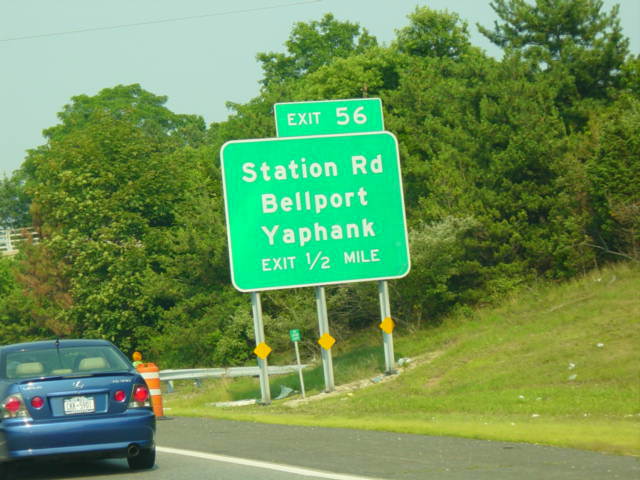 EXIT 56
Station Rd
Bellport
Yaphank
EXIT 1/2 MILE